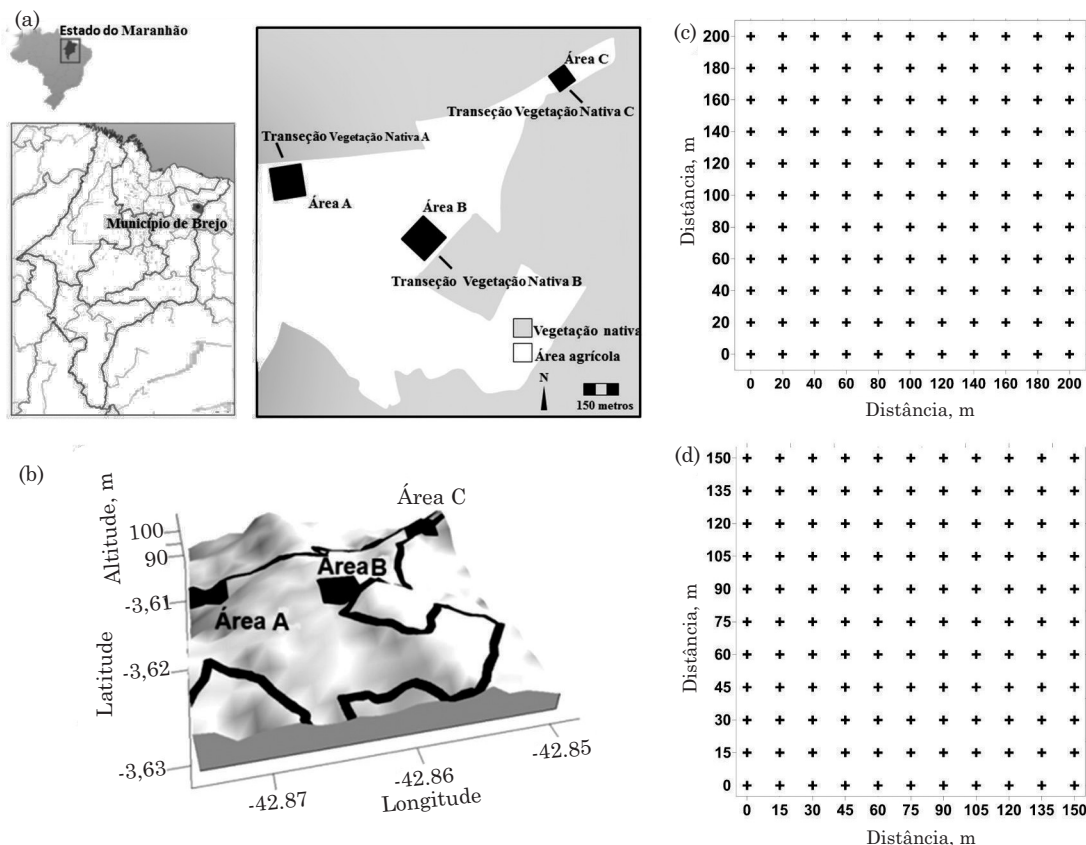 (a)
Estado do Maranhão
Município de Brejo
Área C
Transeção Vegetação Nativa C
Transeção Vegetação Nativa A
Área A
Área B
Transeção Vegetação Nativa B
Vegetação nativa
Área agrícola
N
150 metros
(b)
Altitude, m
100
90
-3,61
Latitude
-3,62
-3,63
Área C
Área B
Área A
-42.87
-42.86
-42.85
Longitude
(c)
Distância, m
200
180
160
140
120
100
80
60
40
20
0
0 20 40 60 80 100 120 140 160 180 200
Distância, m
(d)
Distância, m
150
135
120
105
90
75
60
45
30
15
0
0 15 30 45 60 75 90 105 120 135 150
Distância, m